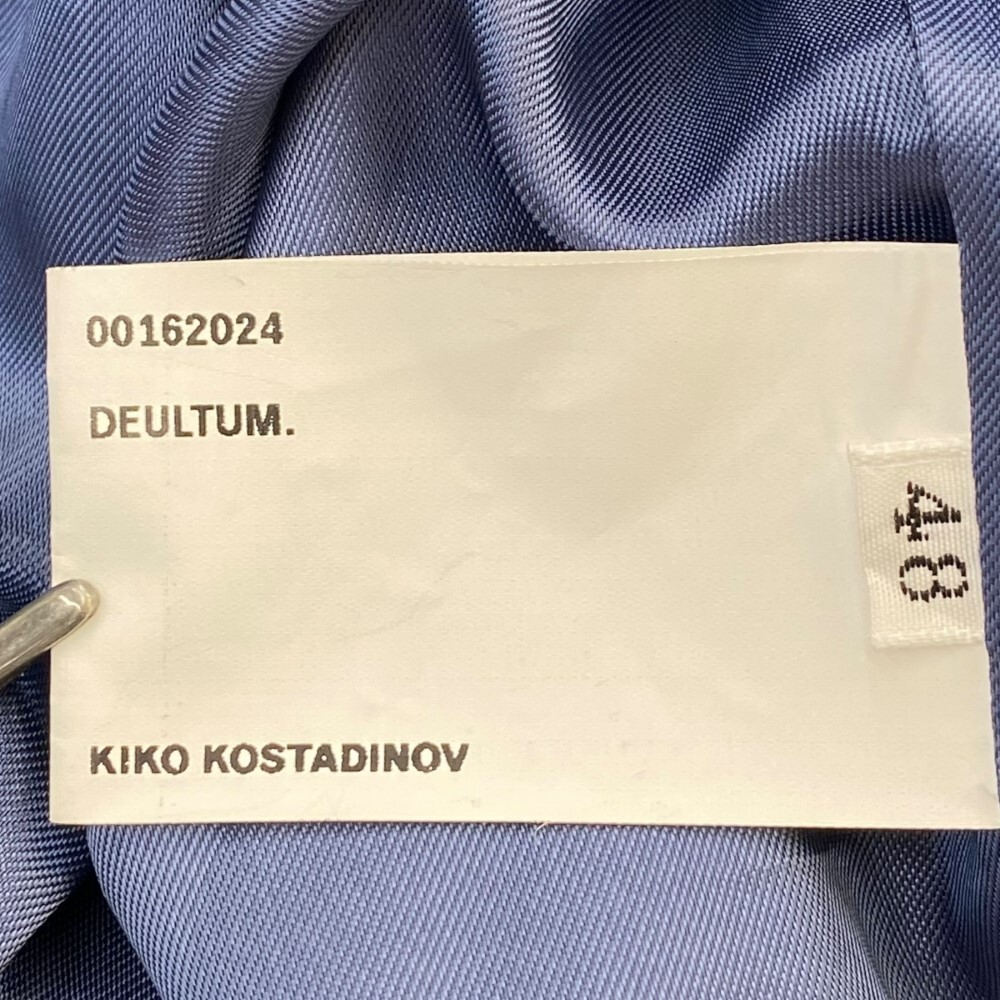 00162024
DEULTUM.
48
KIKO KOSTADINOV